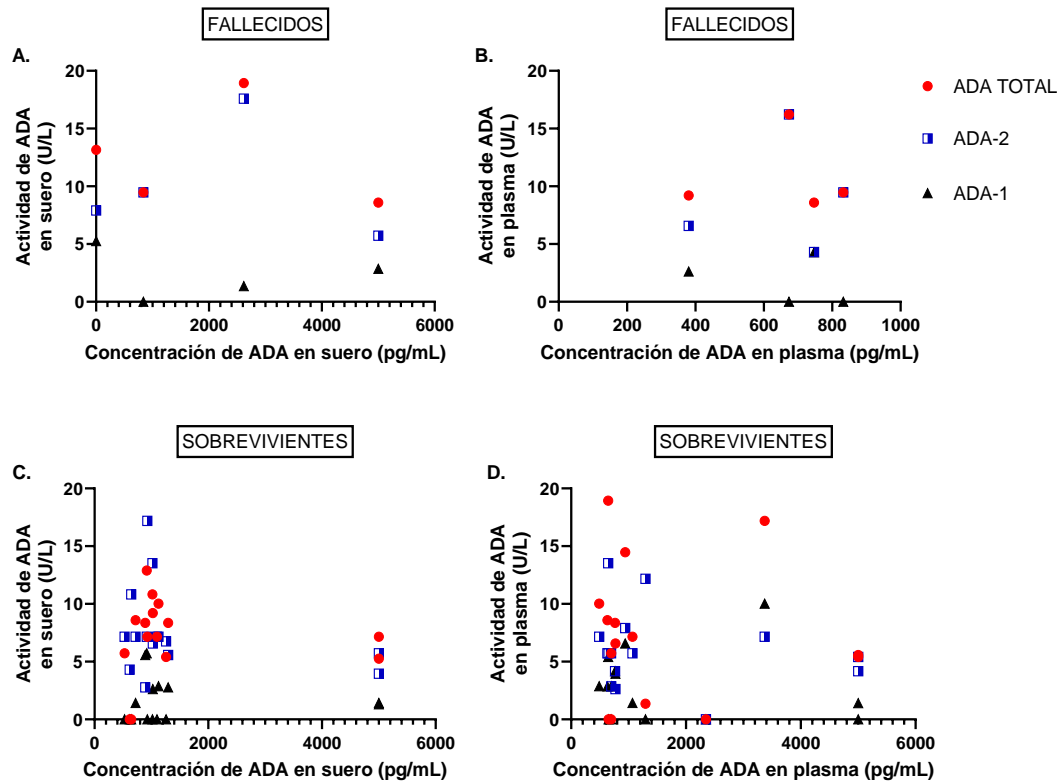 FALLECIDOS
FALLECIDOS
A.
B.
20
15
10
5
0
Actividad de ADA
en suero (U/L)
0 2000 4000 6000
Concentración de ADA en suero (pg/mL)
20
15
10
5
0
Actividad de ADA
en plasma (U/L)
0 200 400 600 800 1000
Concentración de ADA en plasma (pg/mL)
ADA TOTAL
ADA-2
ADA-1
SOBREVIVIENTES
SOBREVIVIENTES
C.
D.
20
15
10
5
0
Actividad de ADA
en suero (U/L)
0 2000 4000 6000
Concentración de ADA en suero (pg/mL)
20
15
10
5
0
Actividad de ADA
en plasma (U/L)
0 2000 4000 6000
Concentración de ADA en plasma (pg/mL)